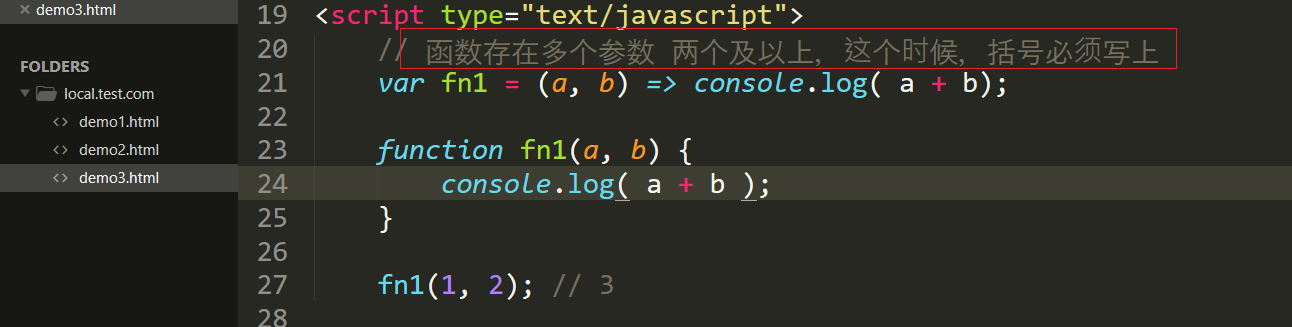 × demo3.html
FOLDERS
local.test.com
<> demo1.html
<> demo2.html
<> demo3.html
19 <script type="text/javascript">
20 // 函数存在多个参数 两个及以上，这个时候，括号必须写上
21 var fn1 = (a, b) => console.log( a + b);
22
23 function fn1(a, b) {
24 console.log( a + b );
25 }
26
27 fn1(1, 2); // 3
28